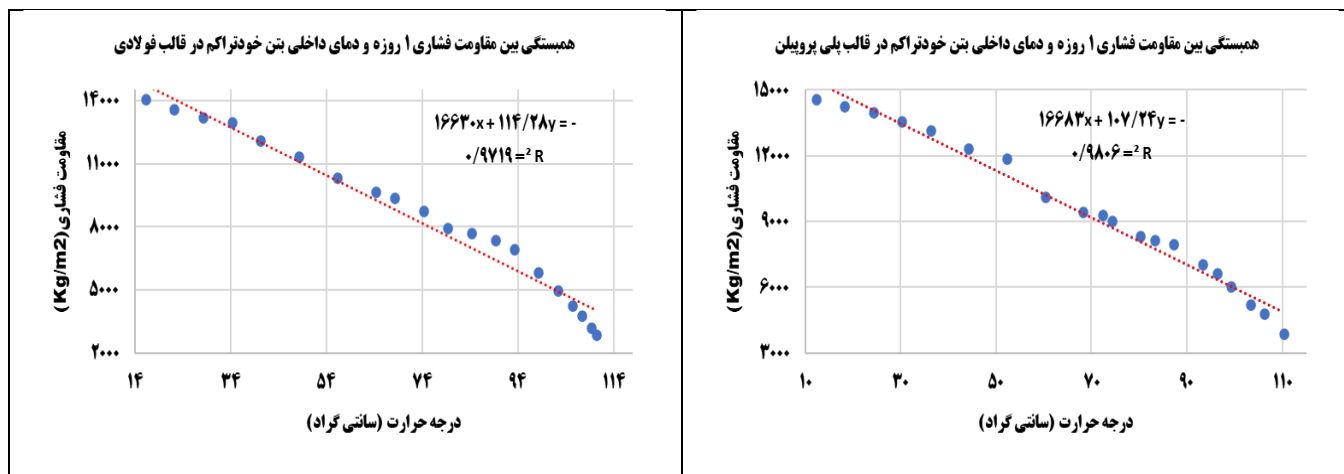 همبستگی بین مقاومت فشاری ۱ روزه و دمای داخلی بتن خودتراکم در قالب فولادی
۱۶۶۳۰x + ۱۱۴/۲۸y = -
۰/۹۷۱۹ =² R
مقاومت فشاری(Kg/m2)
۱۴۰۰۰
۱۱۰۰۰
۸۰۰۰
۵۰۰۰
۲۰۰۰
۱۴ ۳۴ ۵۴ ۷۴ ۹۴ ۱۱۴
درجه حرارت (سانتی گراد)
همبستگی بین مقاومت فشاری ۱ روزه و دمای داخلی بتن خودتراکم در قالب پلی پروپیلن
۱۶۶۸۳x + ۱۰۷/۲۴y = -
۰/۹۸۰۶ =² R
مقاومت فشاری(Kg/m2)
۱۵۰۰۰
۱۲۰۰۰
۹۰۰۰
۶۰۰۰
۳۰۰۰
۱۰ ۳۰ ۵۰ ۷۰ ۹۰ ۱۱۰
درجه حرارت (سانتی گراد)